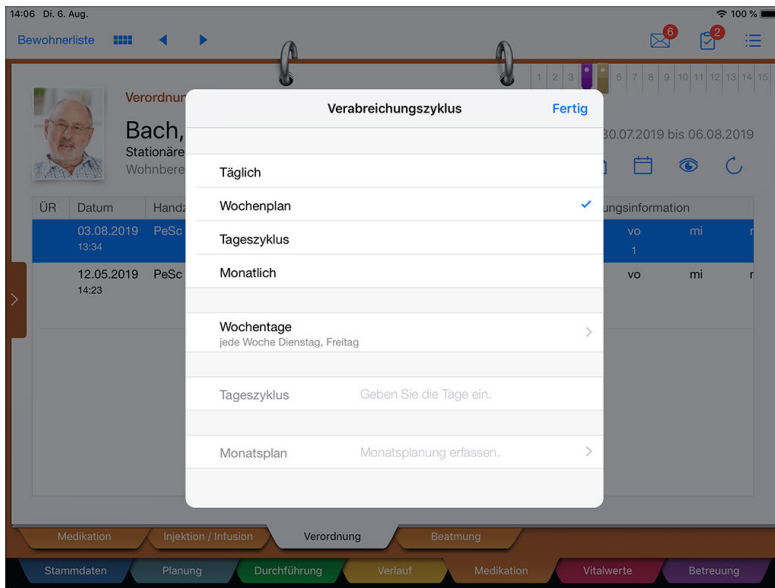 14:06 Di. 6. Aug. 100 %
Bewohnerliste 6 2
1 2 3 6 7 8 9 10 11 12 13 14 15
Verordnun
Bach,
Stationäre
Wohnbere
30.07.2019 bis 06.08.2019
Verabreichungszyklus Fertig
Täglich
Wochenplan
Tageszyklus
Monatlich
Wochentage
jede Woche Dienstag, Freitag
Tageszyklus Geben Sie die Tage ein.
Monatsplan Monatsplanung erfassen.
ÜR Datum Handz ungsinformation
03.08.2019 PeSc vo mi
13:34 1
12.05.2019 PeSc vo mi
14:23
Medikation Injektion / Infusion Verordnung Beatmung
Stammdaten Planung Durchführung Verlauf Medikation Vitalwerte Betreuung